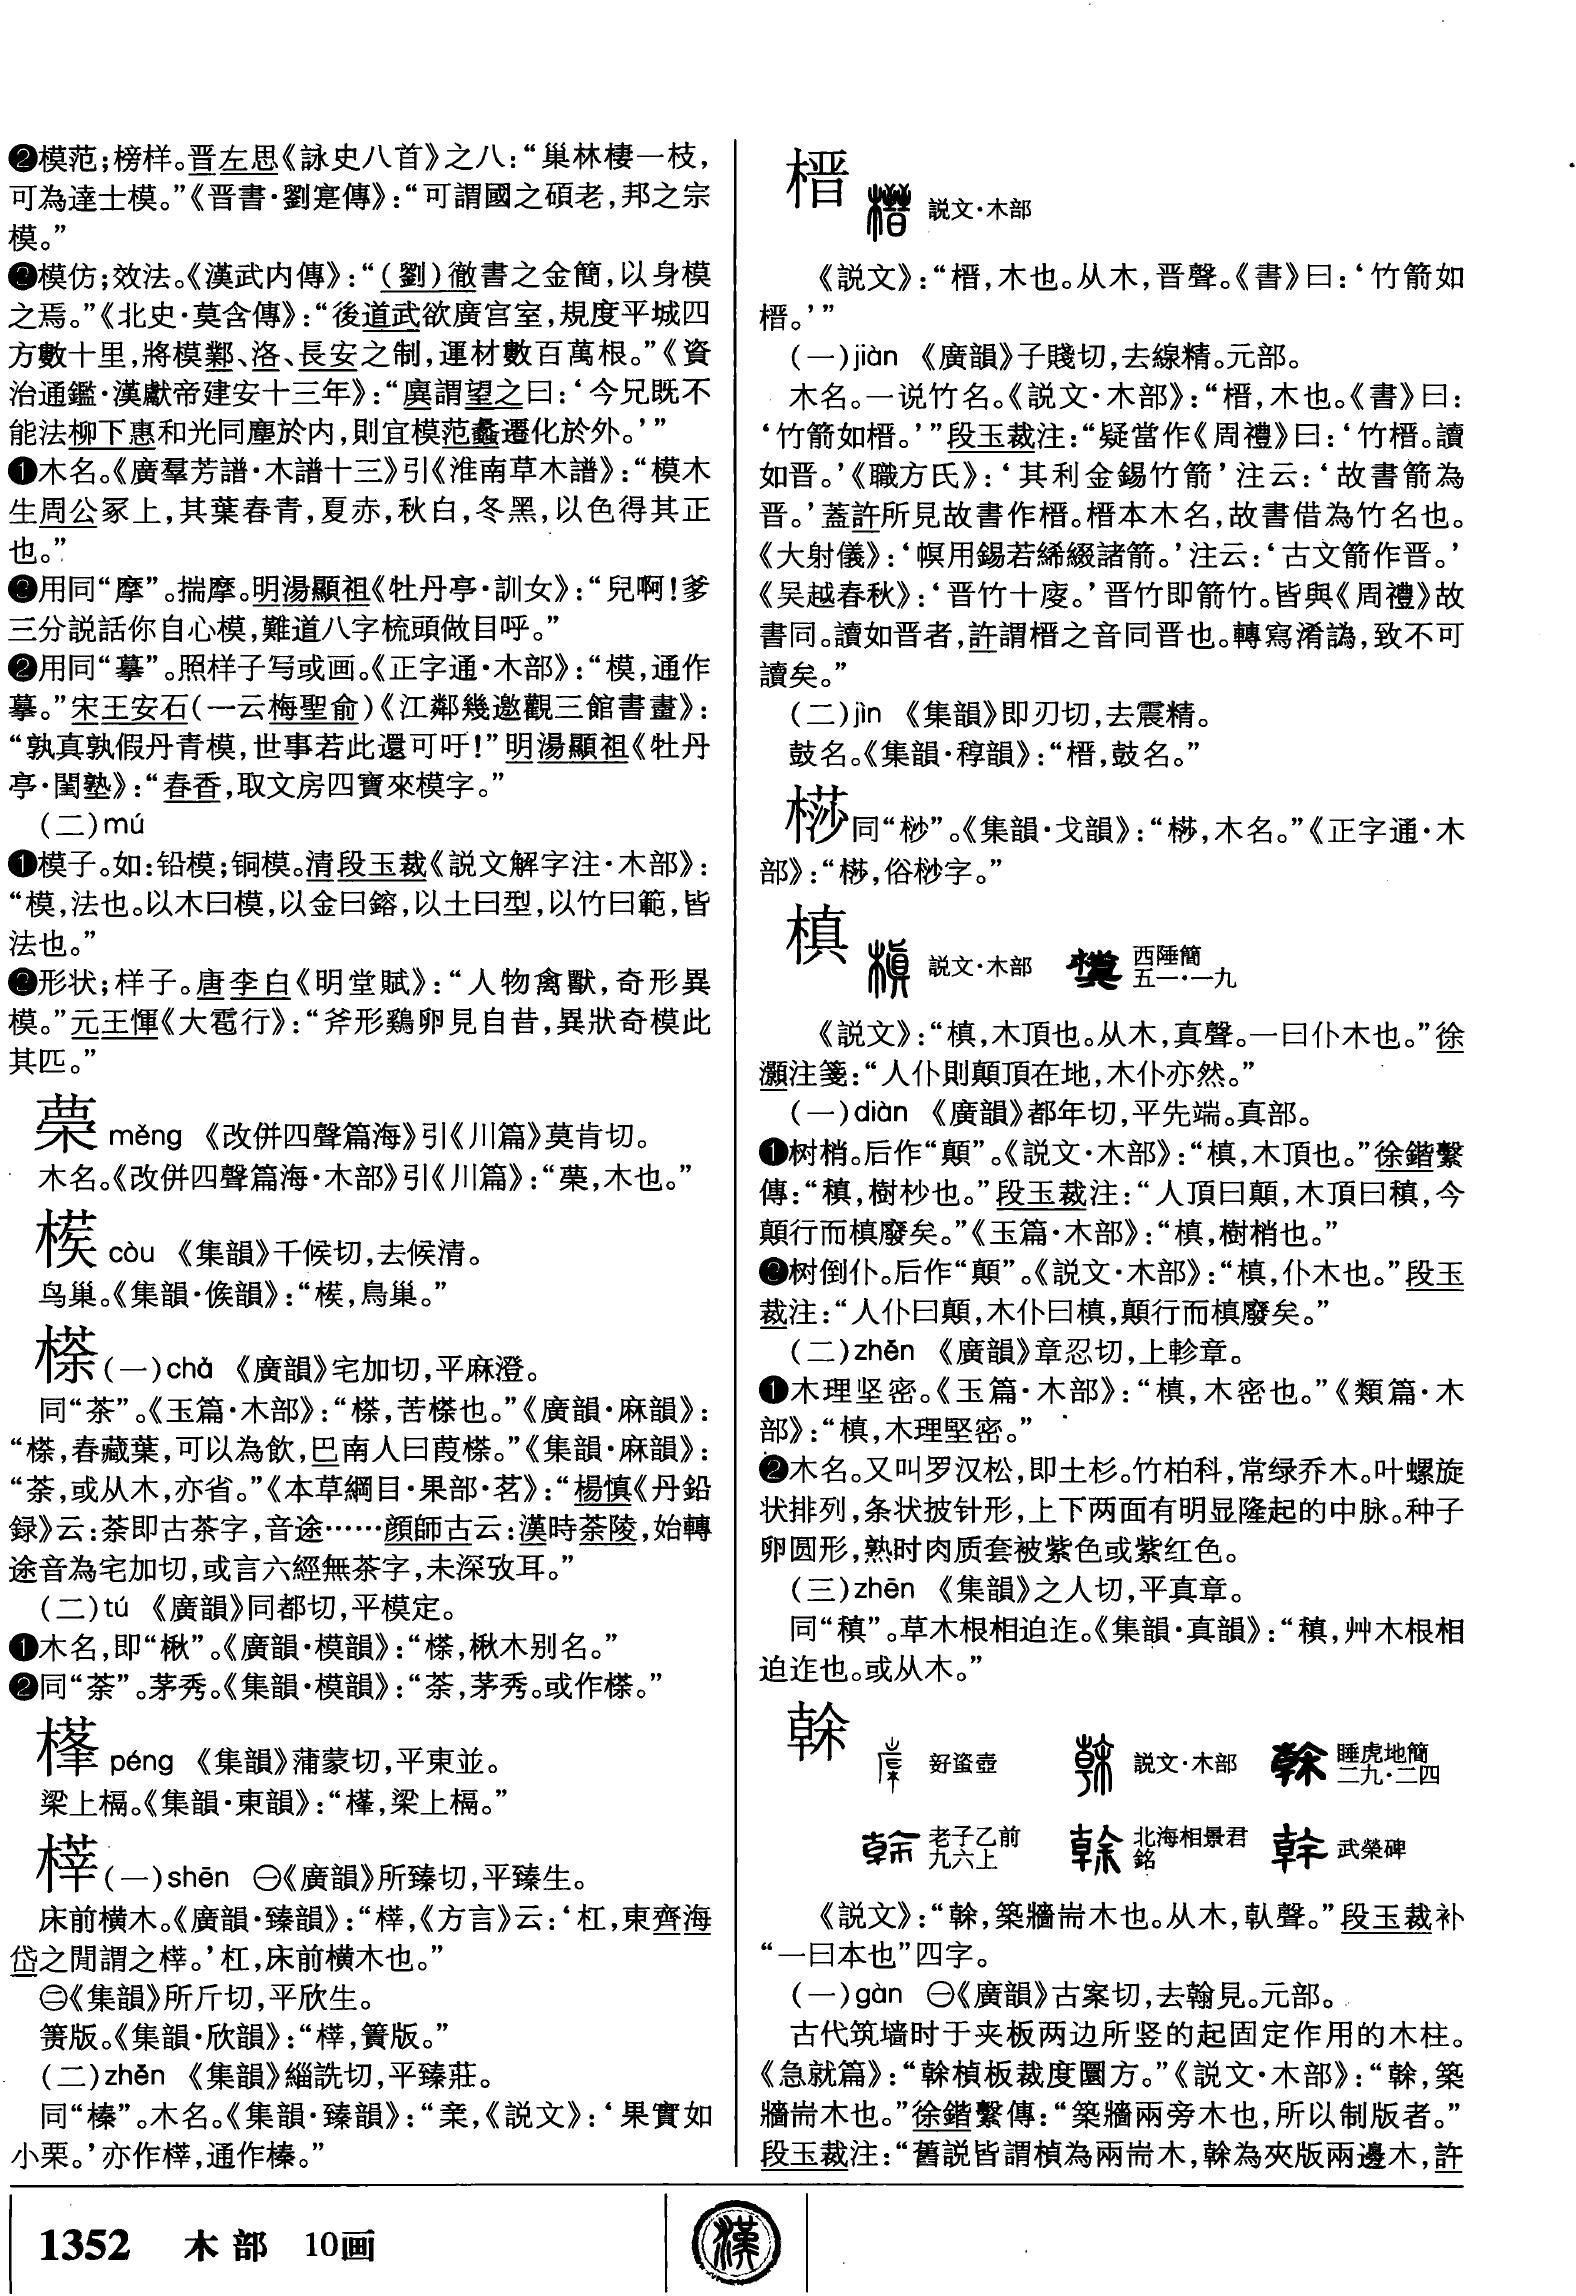 ❷模范;榜样。晋左思《詠史八首》之八:“巢林棲一枝,
可為達士模。”《晋書·劉寔傳》:“可謂國之碩老,邦之宗
模。”
❸模仿;效法。《漢武内傳》:“(劉)徹書之金簡,以身模
之焉。”《北史·莫含傳》:“後道武欲廣宫室,規度平城四
方數十里,將模鄴、洛、長安之制,運材數百萬根。”《資
治通鑑·漢獻帝建安十三年》:“廙謂望之曰:‘今兄既不
能法柳下惠和光同塵於内,則宜模范蠡遷化於外。’”
❶木名。《廣羣芳譜·木譜十三》引《淮南草木譜》:“模木
生周公冢上,其葉春青,夏赤,秋白,冬黑,以色得其正
也。”
❷用同“摩”。揣摩。明湯顯祖《牡丹亭·訓女》:“兒啊!爹
三分説話你自心模,難道八字梳頭做目呼。”
❷用同“摹”。照样子写或画。《正字通·木部》:“模,通作
摹。”宋王安石(一云梅聖俞)《江鄰幾邀觀三館書畫》:
“孰真孰假丹青模,世事若此還可吁!”明湯顯祖《牡丹
亭·閨塾》:“春香,取文房四寶來模字。”
(二)mú
❶模子。如:铅模;铜模。清段玉裁《説文解字注·木部》:
“模,法也。以木曰模,以金曰鎔,以土曰型,以竹曰範,皆
法也。”
❷形状;样子。唐李白《明堂賦》:“人物禽獸,奇形異
模。”元王惲《大雹行》:“斧形鷄卵見自昔,異狀奇模此
其匹。”
měng 《改併四聲篇海》引《川篇》莫肯切。
木名。《改併四聲篇海·木部》引《川篇》:“,木也。”
còu 《集韻》千候切,去候清。
鸟巢。《集韻·候韻》:“,鳥巢。”
㯃(一)chá 《廣韻》宅加切,平麻澄。
同“茶”。《玉篇·木部》:“搽,苦搽也。”《廣韻·麻韻》:
“搽,春藏葉,可以為飲,巴南人曰葭搽。”《集韻·麻韻》:
“荼,或从木,亦省。”《本草綱目·果部·茗》:“楊慎《丹鉛
録》云:荼即古茶字,音途……顔師古云:漢時荼陵,始轉
途音為宅加切,或言六經無茶字,未深攷耳。”
(二)tú 《廣韻》同都切,平模定。
❶木名,即“楸”。《廣韻·模韻》:“,楸木别名。”
❷同“荼”。茅秀。《集韻·模韻》:“荼,茅秀。或作。”
péng 《集韻》蒲蒙切,平東並。
梁上槅。《集韻·東韻》:“,梁上槅。”
(一)shēn ㊀《廣韻》所臻切,平臻生。
床前横木。《廣韻·臻韻》:“,《方言》云:‘杠,東齊海
岱之閒謂之。’杠,床前横木也。”
㊁《集韻》所斤切,平欣生。
簀版。《集韻·欣韻》:“,簀版。”
(二)zhēn 《集韻》緇詵切,平臻莊。
同“榛”。木名。《集韻·臻韻》:“亲,《説文》:‘果實如
小栗。’亦作,通作榛。”
榗
説文·木部
《説文》:“榗,木也。从木,晋聲。《書》曰:‘竹箭如
榗。’”
(一)jiàn 《廣韻》子賤切,去線精。元部。
木名。一说竹名。《説文·木部》:“榗,木也。《書》曰:
‘竹箭如榗。’”段玉裁注:“疑當作《周禮》曰:‘竹榗。讀
如晋。’《職方氏》:‘其利金錫竹箭’注云:‘故書箭為
晋。’蓋許所見故書作榗。榗本木名,故書借為竹名也。
《大射儀》:‘幎用錫若絺綴諸箭。’注云:‘古文箭作晋。’
《吴越春秋》:‘晋竹十廋。’晋竹即箭竹。皆與《周禮》故
書同。讀如晋者,許謂榗之音同晋也。轉寫淆譌,致不可
讀矣。”
(二)jìn 《集韻》即刃切,去震精。
鼓名。《集韻·稕韻》:“榗,鼓名。”
同“桫”。《集韻·戈韻》:“,木名。”《正字通·木
部》:“,俗桫字。”
槙
説文·木部 西陲簡
五一·一九
《説文》:“槙,木頂也。从木,真聲。一曰仆木也。”徐
灝注箋:“人仆則顛頂在地,木仆亦然。”
(一)diān 《廣韻》都年切,平先端。真部。
❶树梢。后作“顛”。《説文·木部》:“槙,木頂也。”徐鍇繫
傳:“稹,樹杪也。”段玉裁注:“人頂曰顛,木頂曰稹,今
顛行而槙廢矣。”《玉篇·木部》:“槙,樹梢也。”
❷树倒仆。后作“顛”。《説文·木部》:“槙,仆木也。”段玉
裁注:“人仆曰顛,木仆曰槙,顛行而槙廢矣。”
(二)zhěn 《廣韻》章忍切,上軫章。
❶木理坚密。《玉篇·木部》:“槙,木密也。”《類篇·木
部》:“槙,木理堅密。”
❷木名。又叫罗汉松,即土杉。竹柏科,常绿乔木。叶螺旋
状排列,条状披针形,上下两面有明显隆起的中脉。种子
卵圆形,熟时肉质套被紫色或紫红色。
(三)zhēn 《集韻》之人切,平真章。
同“稹”。草木根相迫迮。《集韻·真韻》:“稹,艸木根相
迫迮也。或从木。”
榦
好盗壺 説文·木部 睡虎地簡
二九·二四
老子乙前
九六上 北海相景君
銘 武榮碑
《説文》:“榦,築牆耑木也。从木,倝聲。”段玉裁补
“一曰本也”四字。
(一)gàn ㊀《廣韻》古案切,去翰見。元部。
古代筑墙时于夹板两边所竖的起固定作用的木柱。
《急就篇》:“榦楨板裁度圜方。”《説文·木部》:“榦,築
牆耑木也。”徐鍇繫傳:“築牆兩旁木也,所以制版者。”
段玉裁注:“舊説皆謂楨為兩耑木,榦為夾版兩邊木,許
1352 木部 10画
漢